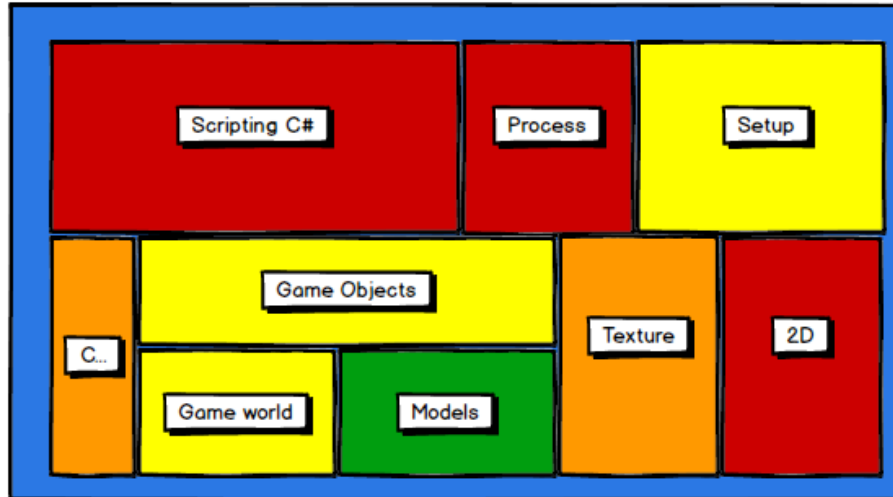 Scripting C#
Process
Setup
Game Objects
C...
Texture
2D
Game world
Models